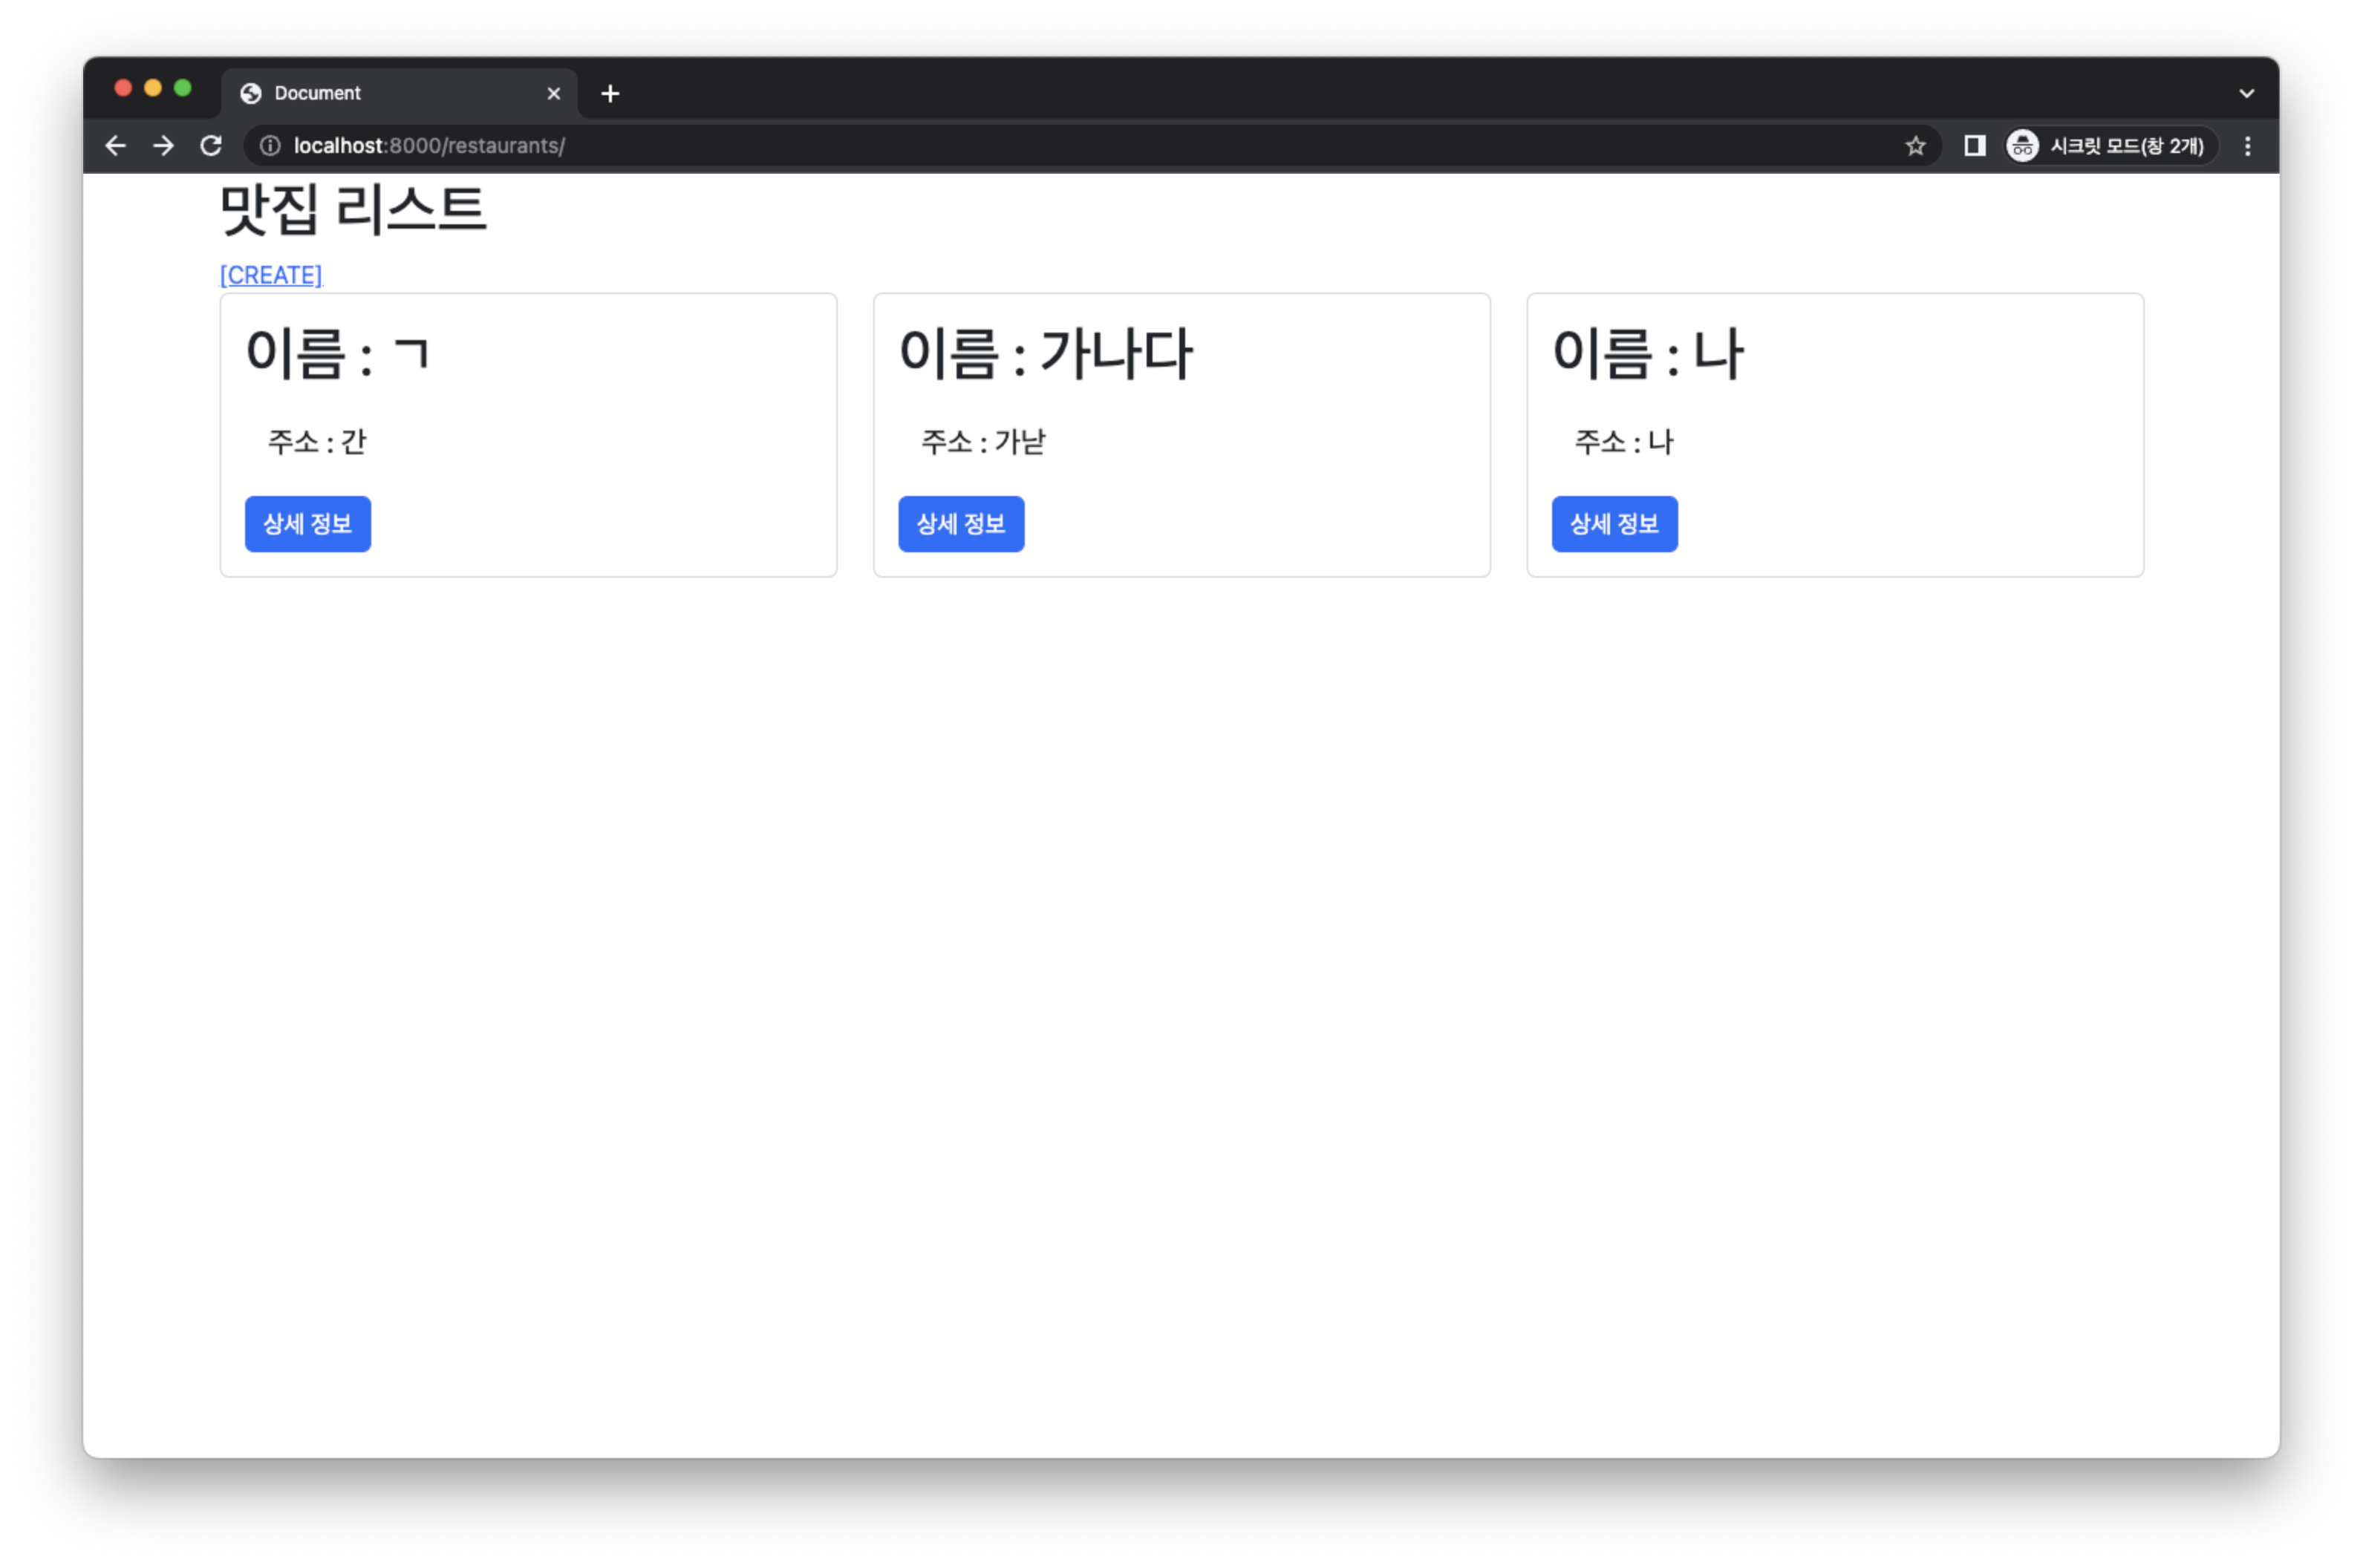 Document
localhost:8000/restaurants/
시크릿 모드(창 2개)
맛집 리스트
[CREATE]
이름 : ㄱ
주소 : 간
상세 정보
이름 : 가나다
주소 : 가낟
상세 정보
이름 : 나
주소 : 나
상세 정보